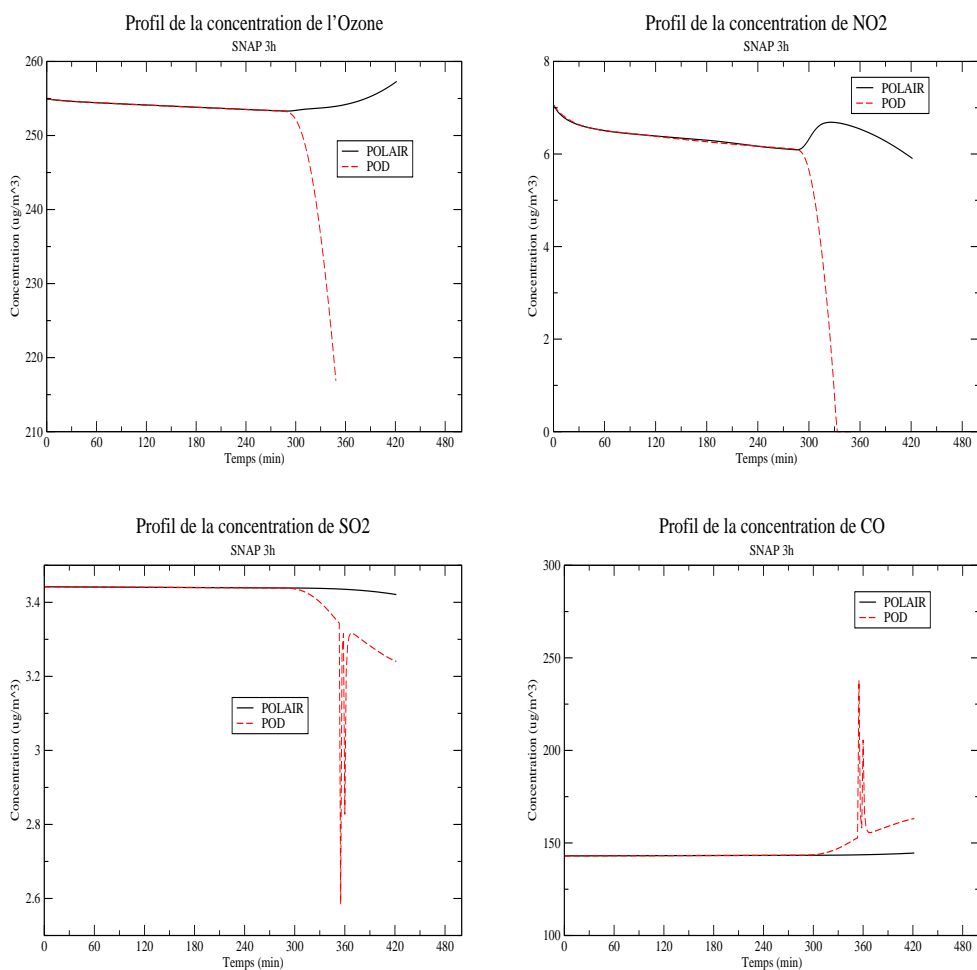 Profil de la concentration de l'Ozone
SNAP 3h
Concentration (ug/m^3)
260
250
240
230
220
210
0 60 120 180 240 300 360 420 480
Temps (min)
POLAIR
POD
Profil de la concentration de NO2
SNAP 3h
Concentration (ug/m^3)
8
6
4
2
0
0 60 120 180 240 300 360 420 480
Temps (min)
POLAIR
POD
Profil de la concentration de SO2
SNAP 3h
Concentration (ug/m^3)
3.4
3.2
3
2.8
2.6
0 60 120 180 240 300 360 420 480
Temps (min)
POLAIR
POD
Profil de la concentration de CO
SNAP 3h
Concentration (ug/m^3)
300
250
200
150
100
0 60 120 180 240 300 360 420 480
Temps (min)
POLAIR
POD